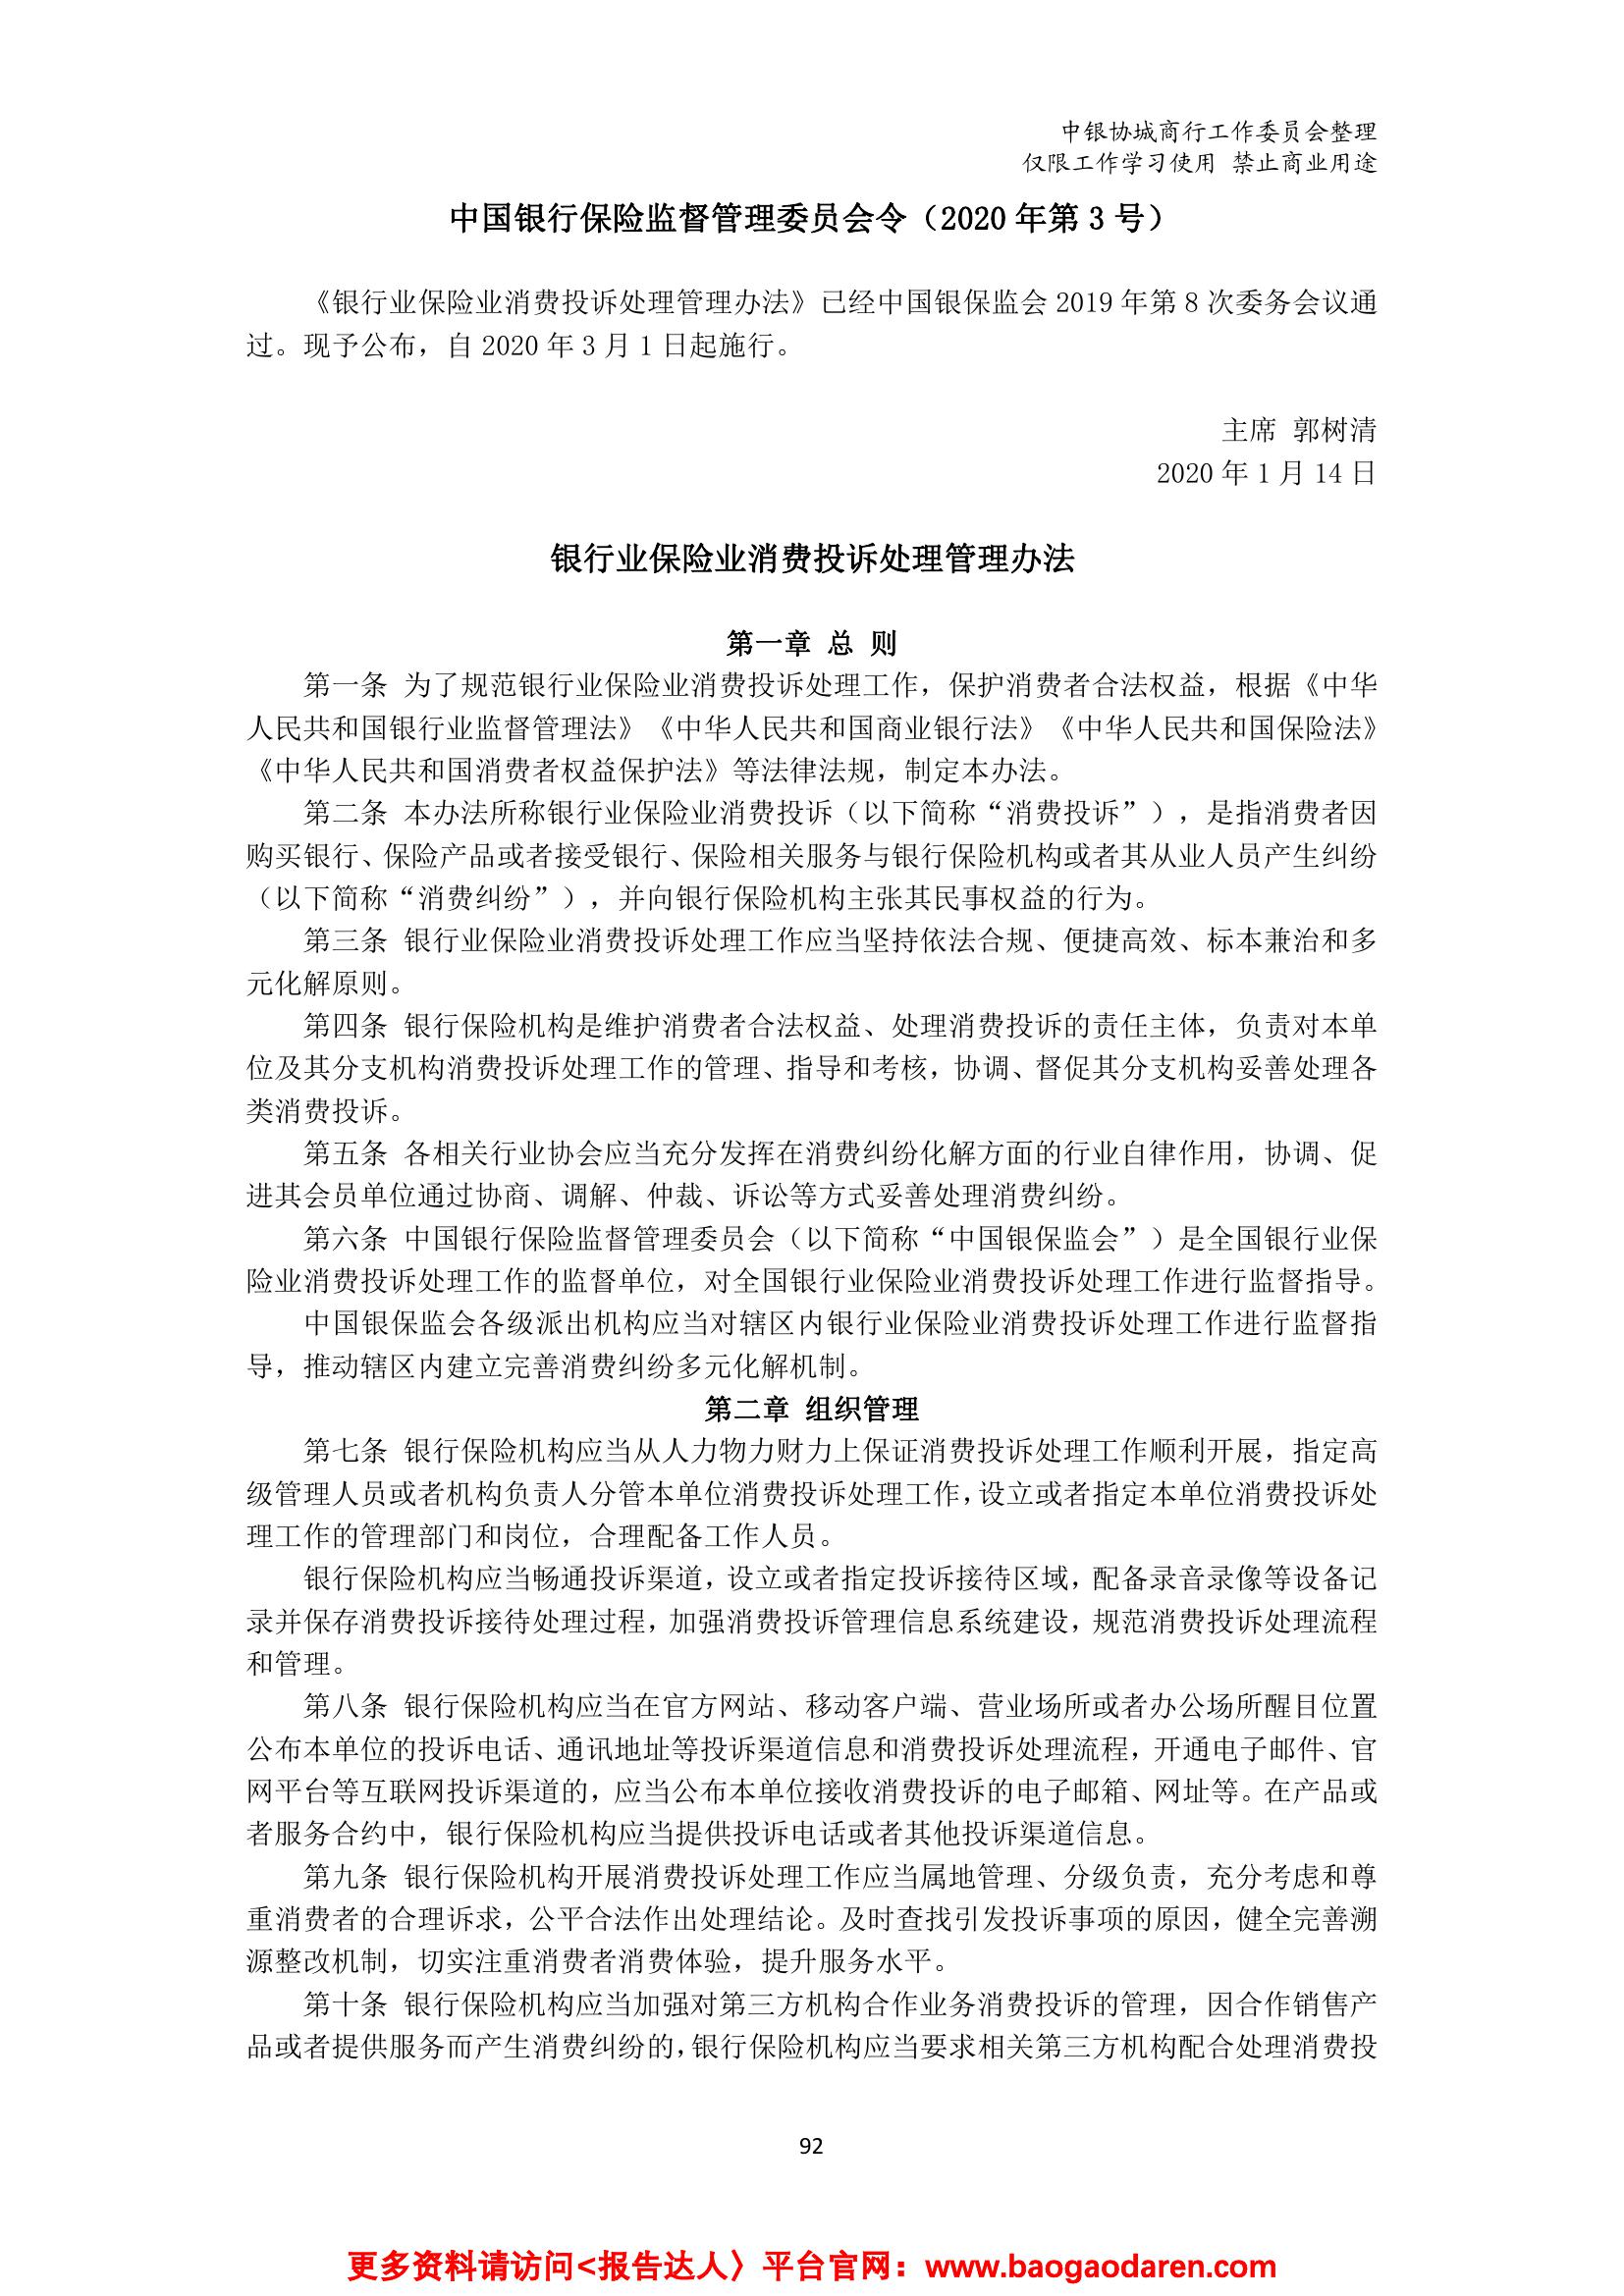 中银协城商行工作委员会整理
仅限工作学习使用 禁止商业用途
中国银行保险监督管理委员会令（2020 年第 3 号）
《银行业保险业消费投诉处理管理办法》已经中国银保监会 2019 年第 8 次委务会议通
过。现予公布，自 2020 年 3 月 1 日起施行。
主席 郭树清
2020 年 1 月 14 日
银行业保险业消费投诉处理管理办法
第一章 总 则
第一条 为了规范银行业保险业消费投诉处理工作，保护消费者合法权益，根据《中华
人民共和国银行业监督管理法》《中华人民共和国商业银行法》《中华人民共和国保险法》
《中华人民共和国消费者权益保护法》等法律法规，制定本办法。
第二条 本办法所称银行业保险业消费投诉（以下简称“消费投诉”），是指消费者因
购买银行、保险产品或者接受银行、保险相关服务与银行保险机构或者其从业人员产生纠纷
（以下简称“消费纠纷”），并向银行保险机构主张其民事权益的行为。
第三条 银行业保险业消费投诉处理工作应当坚持依法合规、便捷高效、标本兼治和多
元化解原则。
第四条 银行保险机构是维护消费者合法权益、处理消费投诉的责任主体，负责对本单
位及其分支机构消费投诉处理工作的管理、指导和考核，协调、督促其分支机构妥善处理各
类消费投诉。
第五条 各相关行业协会应当充分发挥在消费纠纷化解方面的行业自律作用，协调、促
进其会员单位通过协商、调解、仲裁、诉讼等方式妥善处理消费纠纷。
第六条 中国银行保险监督管理委员会（以下简称“中国银保监会”）是全国银行业保
险业消费投诉处理工作的监督单位，对全国银行业保险业消费投诉处理工作进行监督指导。
中国银保监会各级派出机构应当对辖区内银行业保险业消费投诉处理工作进行监督指
导，推动辖区内建立完善消费纠纷多元化解机制。
第二章 组织管理
第七条 银行保险机构应当从人力物力财力上保证消费投诉处理工作顺利开展，指定高
级管理人员或者机构负责人分管本单位消费投诉处理工作，设立或者指定本单位消费投诉处
理工作的管理部门和岗位，合理配备工作人员。
银行保险机构应当畅通投诉渠道，设立或者指定投诉接待区域，配备录音录像等设备记
录并保存消费投诉接待处理过程，加强消费投诉管理信息系统建设，规范消费投诉处理流程
和管理。
第八条 银行保险机构应当在官方网站、移动客户端、营业场所或者办公场所醒目位置
公布本单位的投诉电话、通讯地址等投诉渠道信息和消费投诉处理流程，开通电子邮件、官
网平台等互联网投诉渠道的，应当公布本单位接收消费投诉的电子邮箱、网址等。在产品或
者服务合约中，银行保险机构应当提供投诉电话或者其他投诉渠道信息。
第九条 银行保险机构开展消费投诉处理工作应当属地管理、分级负责，充分考虑和尊
重消费者的合理诉求，公平合法作出处理结论。及时查找引发投诉事项的原因，健全完善溯
源整改机制，切实注重消费者消费体验，提升服务水平。
第十条 银行保险机构应当加强对第三方机构合作业务消费投诉的管理，因合作销售产
品或者提供服务而产生消费纠纷的，银行保险机构应当要求相关第三方机构配合处理消费投
92
更多资料请访问<报告达人〉平台官网：www.baogaodaren.com